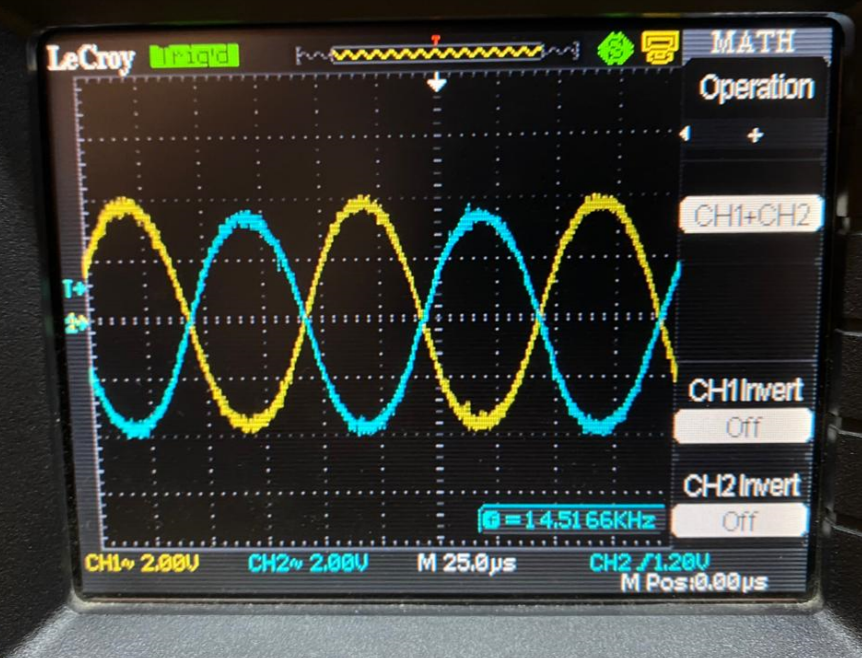 LeCroy Trig'd MATH
T
Operation
+
CH1+CH2
CH1 Invert
Off
CH2 Invert
Off
=14.5166KHz
CH1~ 2.00V CH2~ 2.00V M 25.0µs CH2 /1.20V
M Pos:0.00µs